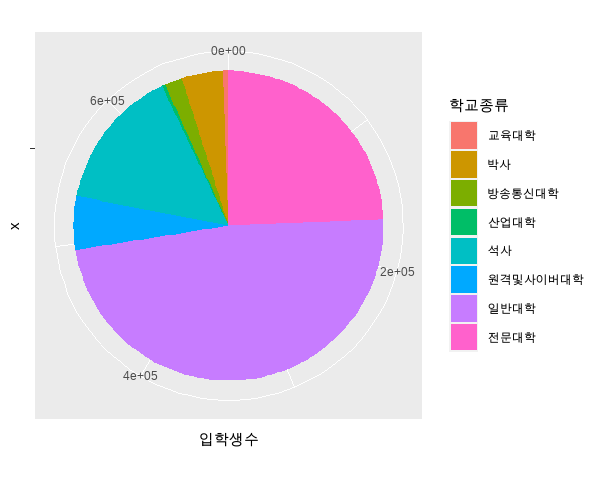 0e+00
6e+05
2e+05
4e+05
x
입학생수
학교종류
교육대학
박사
방송통신대학
산업대학
석사
원격및사이버대학
일반대학
전문대학